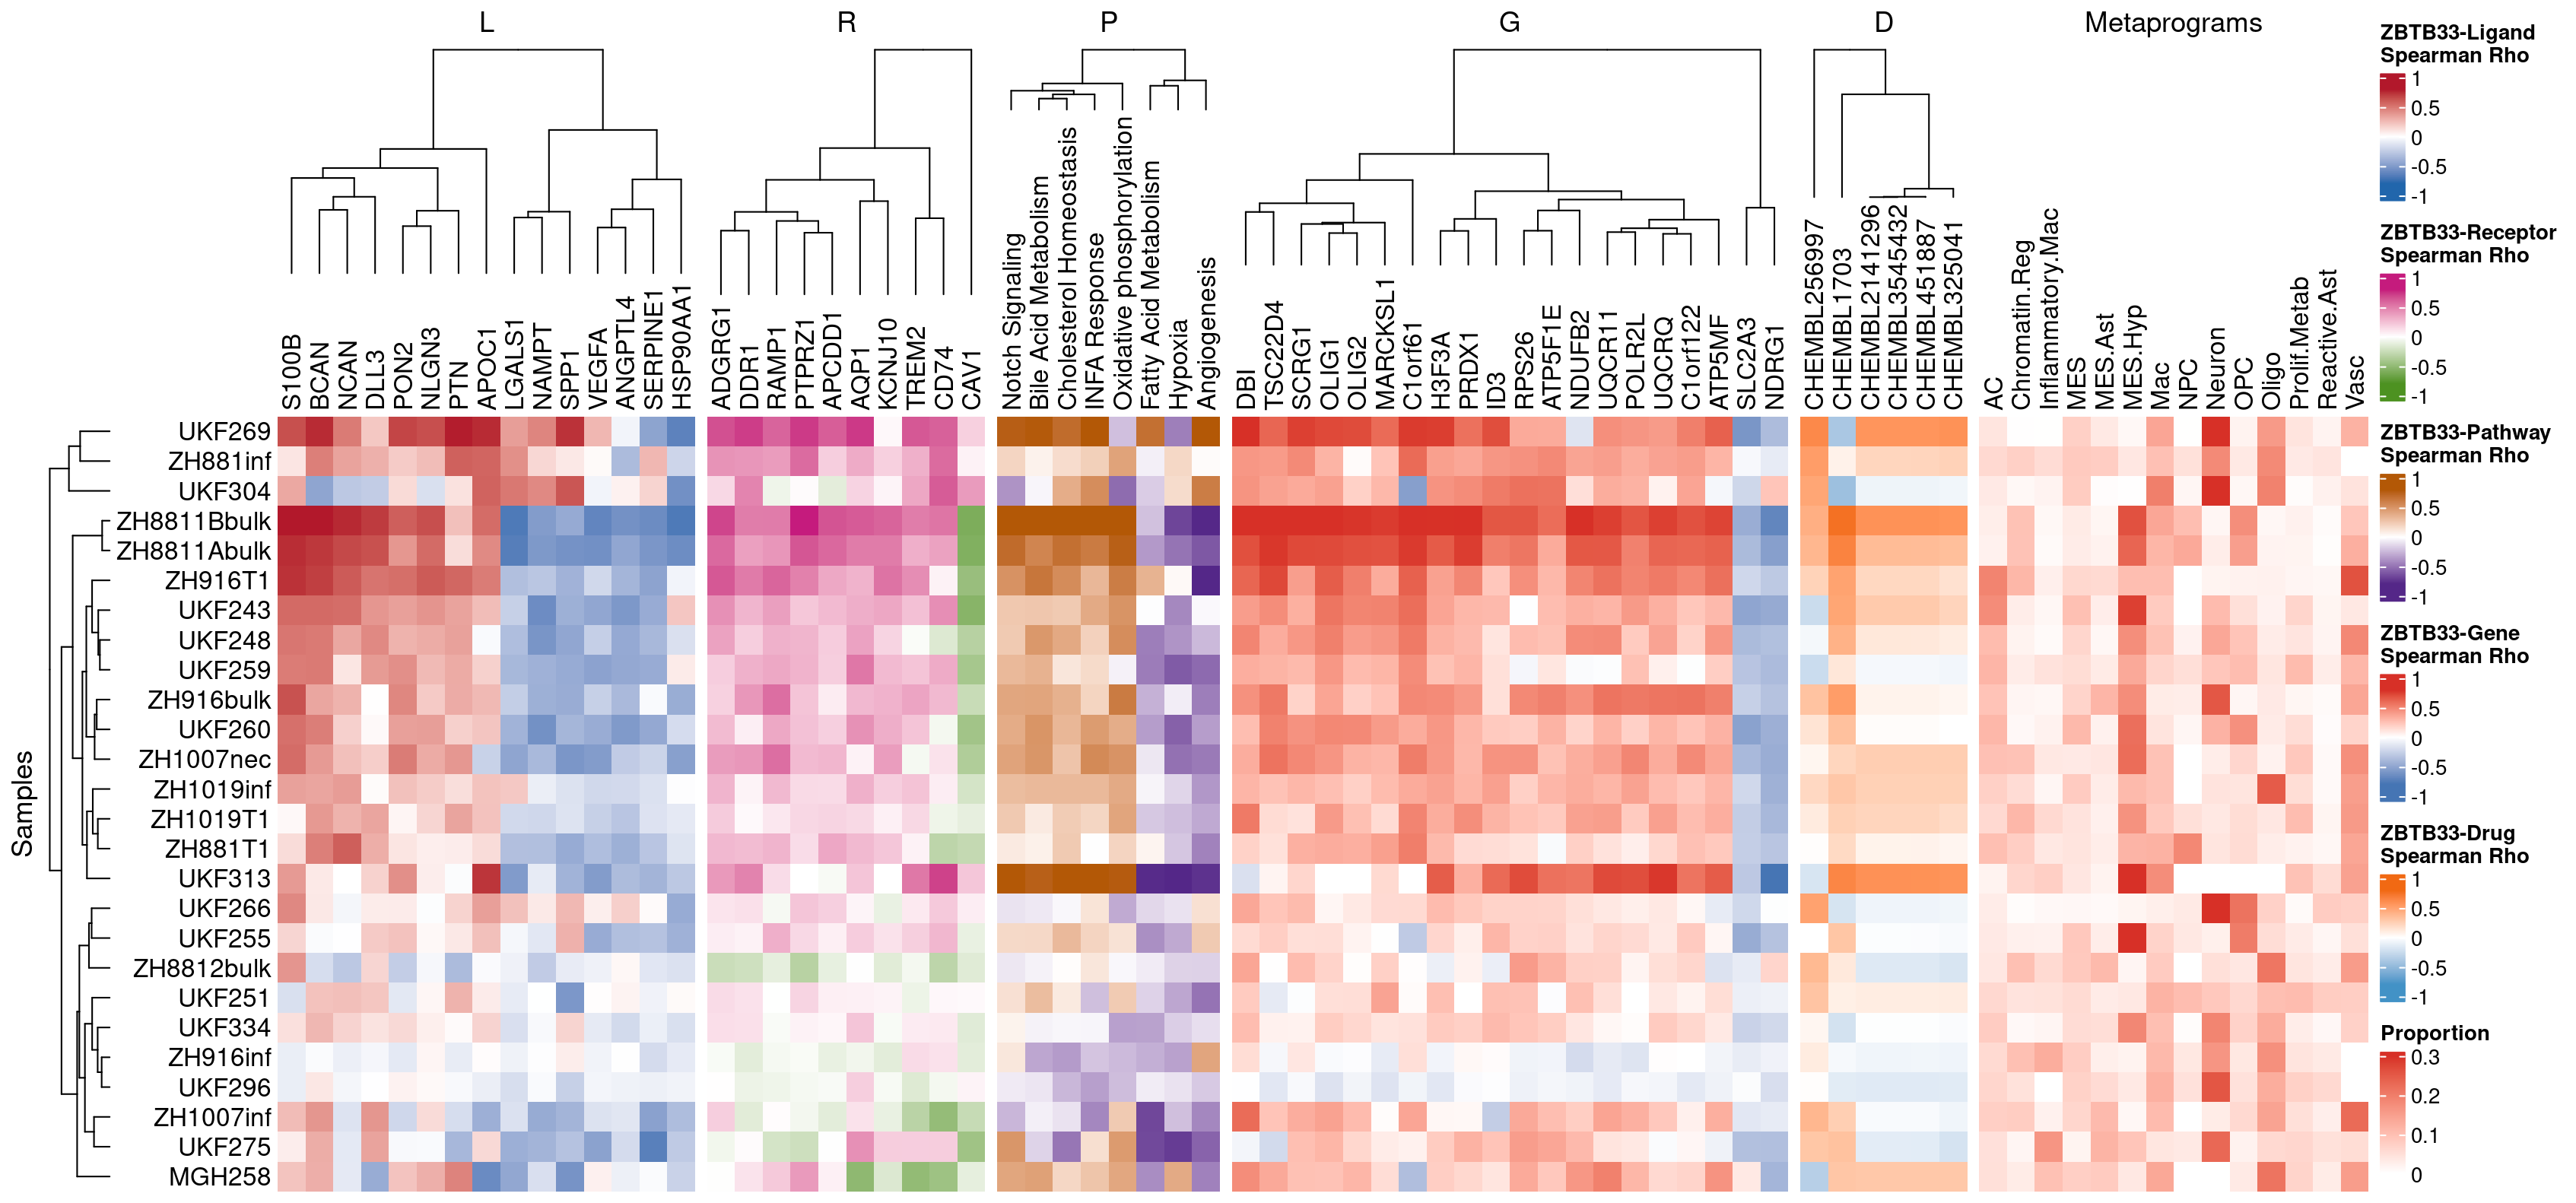 L
R
P
G
D
Metaprograms
S100B
BCAN
NCAN
DLL3
PON2
NLGN3
PTN
APOC1
LGALS1
NAMPT
SPP1
VEGFA
ANGPTL4
SERPINE1
HSP90AA1
ADGRG1
DDR1
RAMP1
PTPRZ1
APCDD1
AQP1
KCNJ10
TREM2
CD74
CAV1
Notch Signaling
Bile Acid Metabolism
Cholesterol Homeostasis
INFA Response
Oxidative phosphorylation
Fatty Acid Metabolism
Hypoxia
Angiogenesis
DBI
TSC22D4
SCRG1
OLIG1
OLIG2
MARCKSL1
C1orf61
H3F3A
PRDX1
ID3
RPS26
ATP5F1E
NDUFB2
UQCR11
POLR2L
UQCRQ
C1orf122
ATP5MF
SLC2A3
NDRG1
CHEMBL256997
CHEMBL1703
CHEMBL2141296
CHEMBL3545432
CHEMBL451887
CHEMBL325041
AC
Chromatin.Reg
Inflammatory.Mac
MES
MES.Ast
MES.Hyp
Mac
NPC
Neuron
OPC
Oligo
Prolif.Metab
Reactive.Ast
Vasc
Samples
UKF269
ZH881inf
UKF304
ZH8811Bbulk
ZH8811Abulk
ZH916T1
UKF243
UKF248
UKF259
ZH916bulk
UKF260
ZH1007nec
ZH1019inf
ZH1019T1
ZH881T1
UKF313
UKF266
UKF255
ZH8812bulk
UKF251
UKF334
ZH916inf
UKF296
ZH1007inf
UKF275
MGH258
ZBTB33-Ligand
Spearman Rho
1
0.5
0
-0.5
-1
ZBTB33-Receptor
Spearman Rho
1
0.5
0
-0.5
-1
ZBTB33-Pathway
Spearman Rho
1
0.5
0
-0.5
-1
ZBTB33-Gene
Spearman Rho
1
0.5
0
-0.5
-1
ZBTB33-Drug
Spearman Rho
1
0.5
0
-0.5
-1
Proportion
0.3
0.2
0.1
0